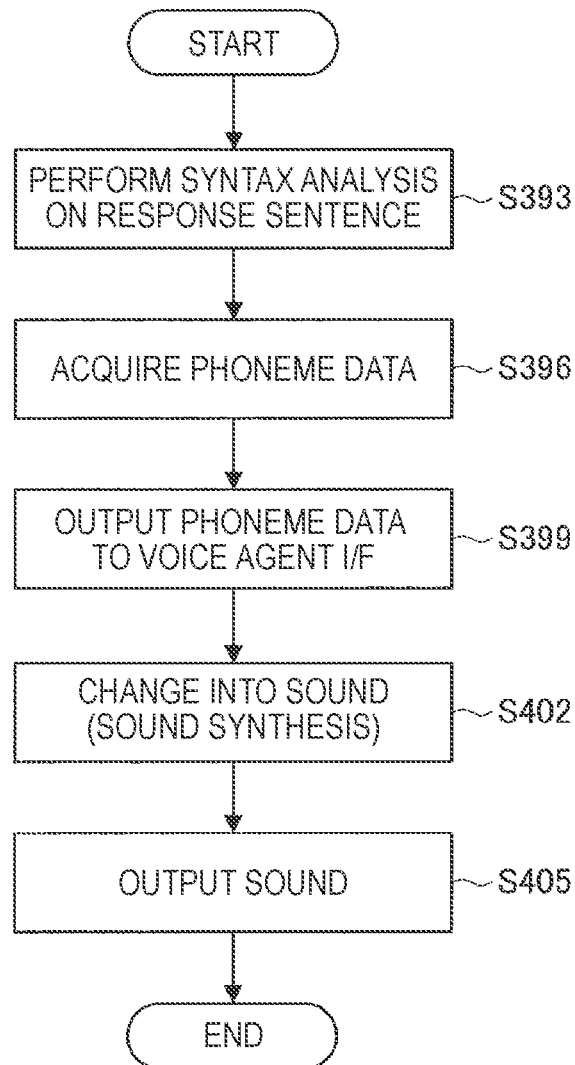 START
PERFORM SYNTAX ANALYSIS
ON RESPONSE SENTENCE
S393
ACQUIRE PHONEME DATA
S396
OUTPUT PHONEME DATA
TO VOICE AGENT I/F
S399
CHANGE INTO SOUND
(SOUND SYNTHESIS)
S402
OUTPUT SOUND
S405
END